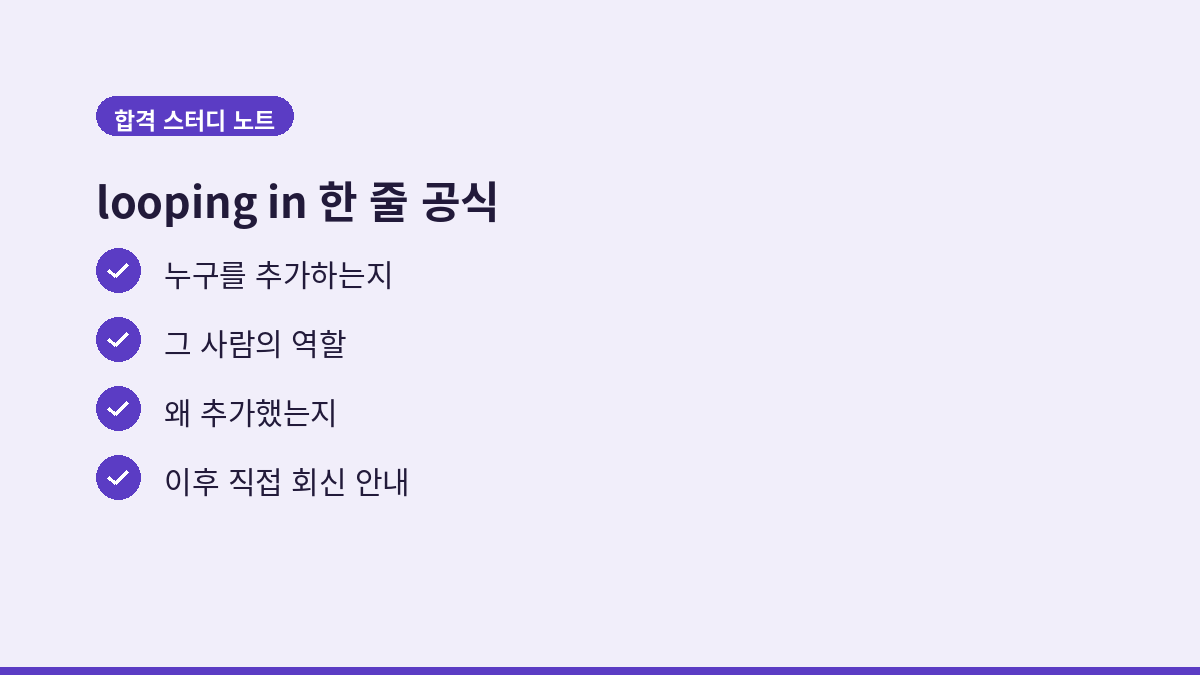 합격 스터디 노트
looping in 한 줄 공식
누구를 추가하는지
그 사람의 역할
왜 추가했는지
이후 직접 회신 안내